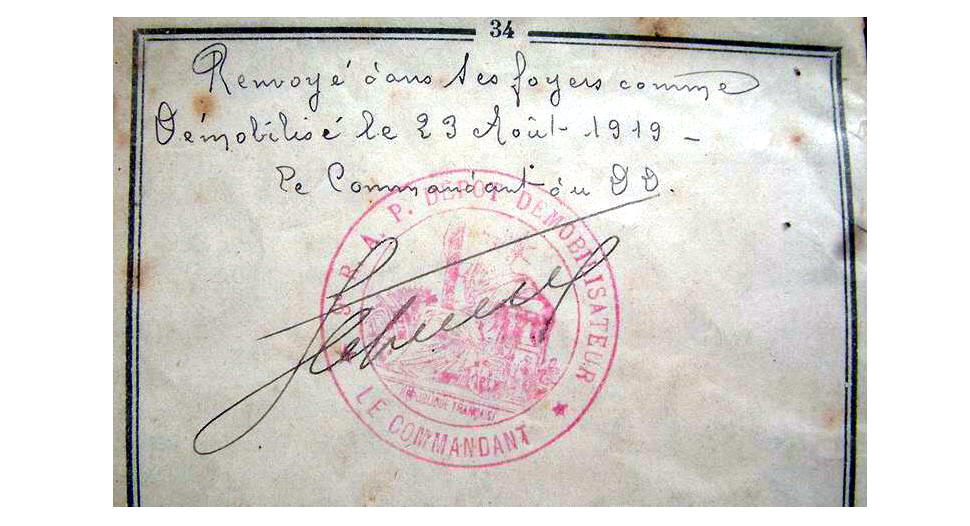 34
Renvoyé dans ses foyers comme
Démobilisé le 23 Août 1919 -
Le Commandant du DD.
A. P. DEPOT DEMOBILISATEUR
REPUBLIQUE FRANÇAISE
LE COMMANDANT